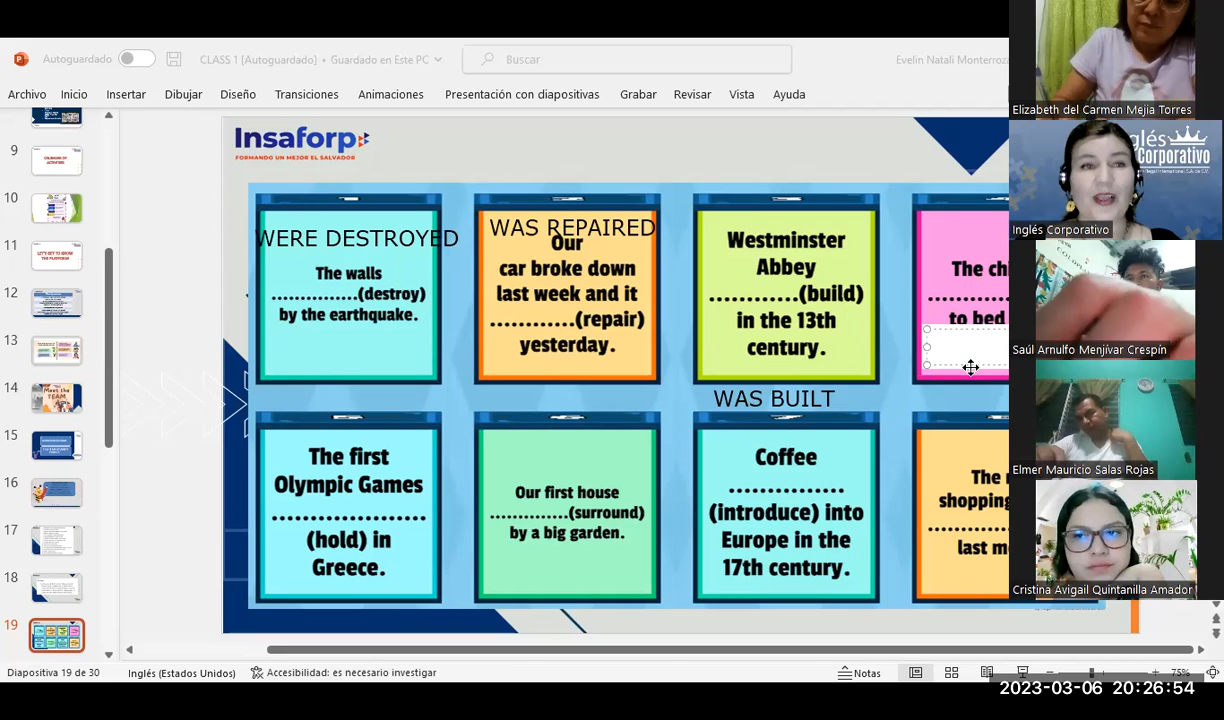 Autoguardado
CLASS 1 [Autoguardado] • Guardado en Este PC
Buscar
Evelin Natali Monterroza
Archivo Inicio Insertar Dibujar Diseño Transiciones Animaciones Presentación con diapositivas Grabar Revisar Vista Ayuda
9
10
11
12
13
14
15
16
17
18
19
Insaforp
FORMANDO UN MEJOR EL SALVADOR
WERE DESTROYED
The walls
..............(destroy)
by the earthquake.
WAS REPAIRED
Our
car broke down
last week and it
............(repair)
yesterday.
Westminster
Abbey
............(build)
in the 13th
century.
WAS BUILT
The chi
to bed
The first
Olympic Games
..........................
(hold) in
Greece.
Our first house
..............(surround)
by a big garden.
Coffee
................
(introduce) into
Europe in the
17th century.
The
shopping
last m
Elizabeth del Carmen Mejia Torres
Inglés Corporativo
glés
Corporativo
Saúl Arnulfo Menjívar Crespín
Elmer Mauricio Salas Rojas
Cristina Avigail Quintanilla Amador
Diapositiva 19 de 30
Inglés (Estados Unidos)
Accesibilidad: es necesario investigar
Notas
75%
2023-03-06 20:26:54